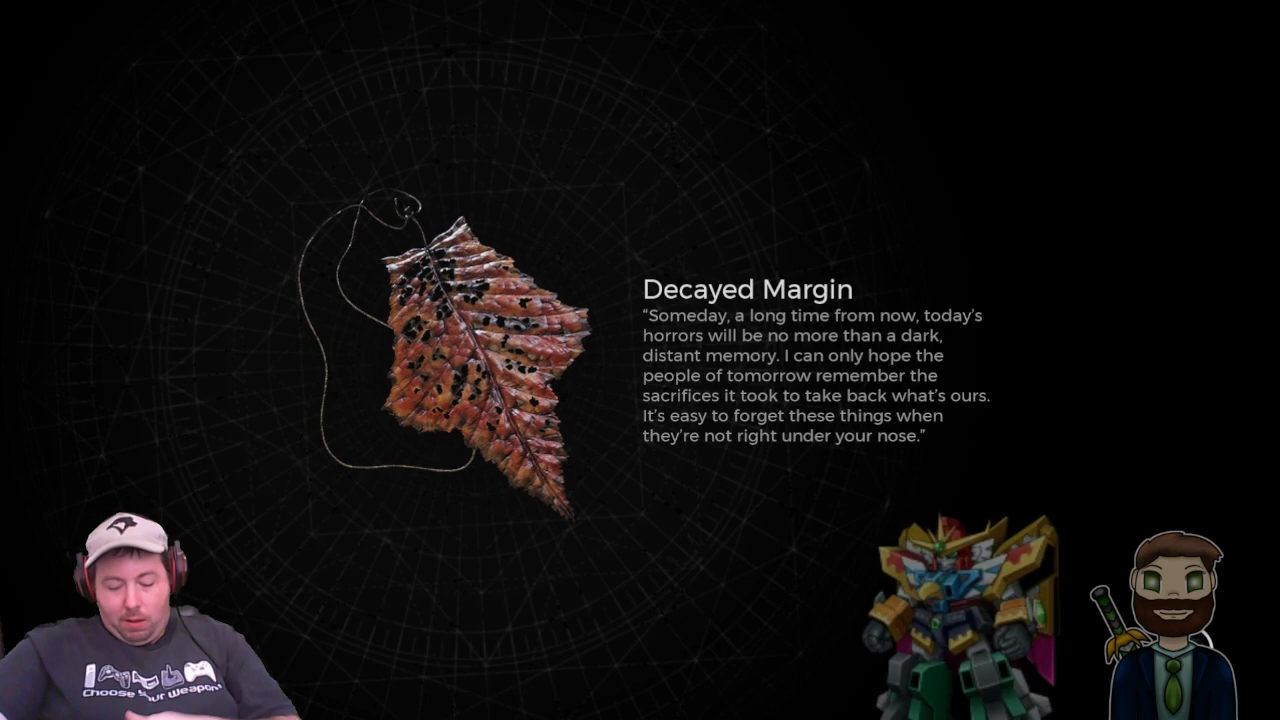 Decayed Margin
“Someday, a long time from now, today’s
horrors will be no more than a dark,
distant memory. I can only hope the
people of tomorrow remember the
sacrifices it took to take back what’s ours.
It’s easy to forget these things when
they’re not right under your nose.”
Choose Your Weapon